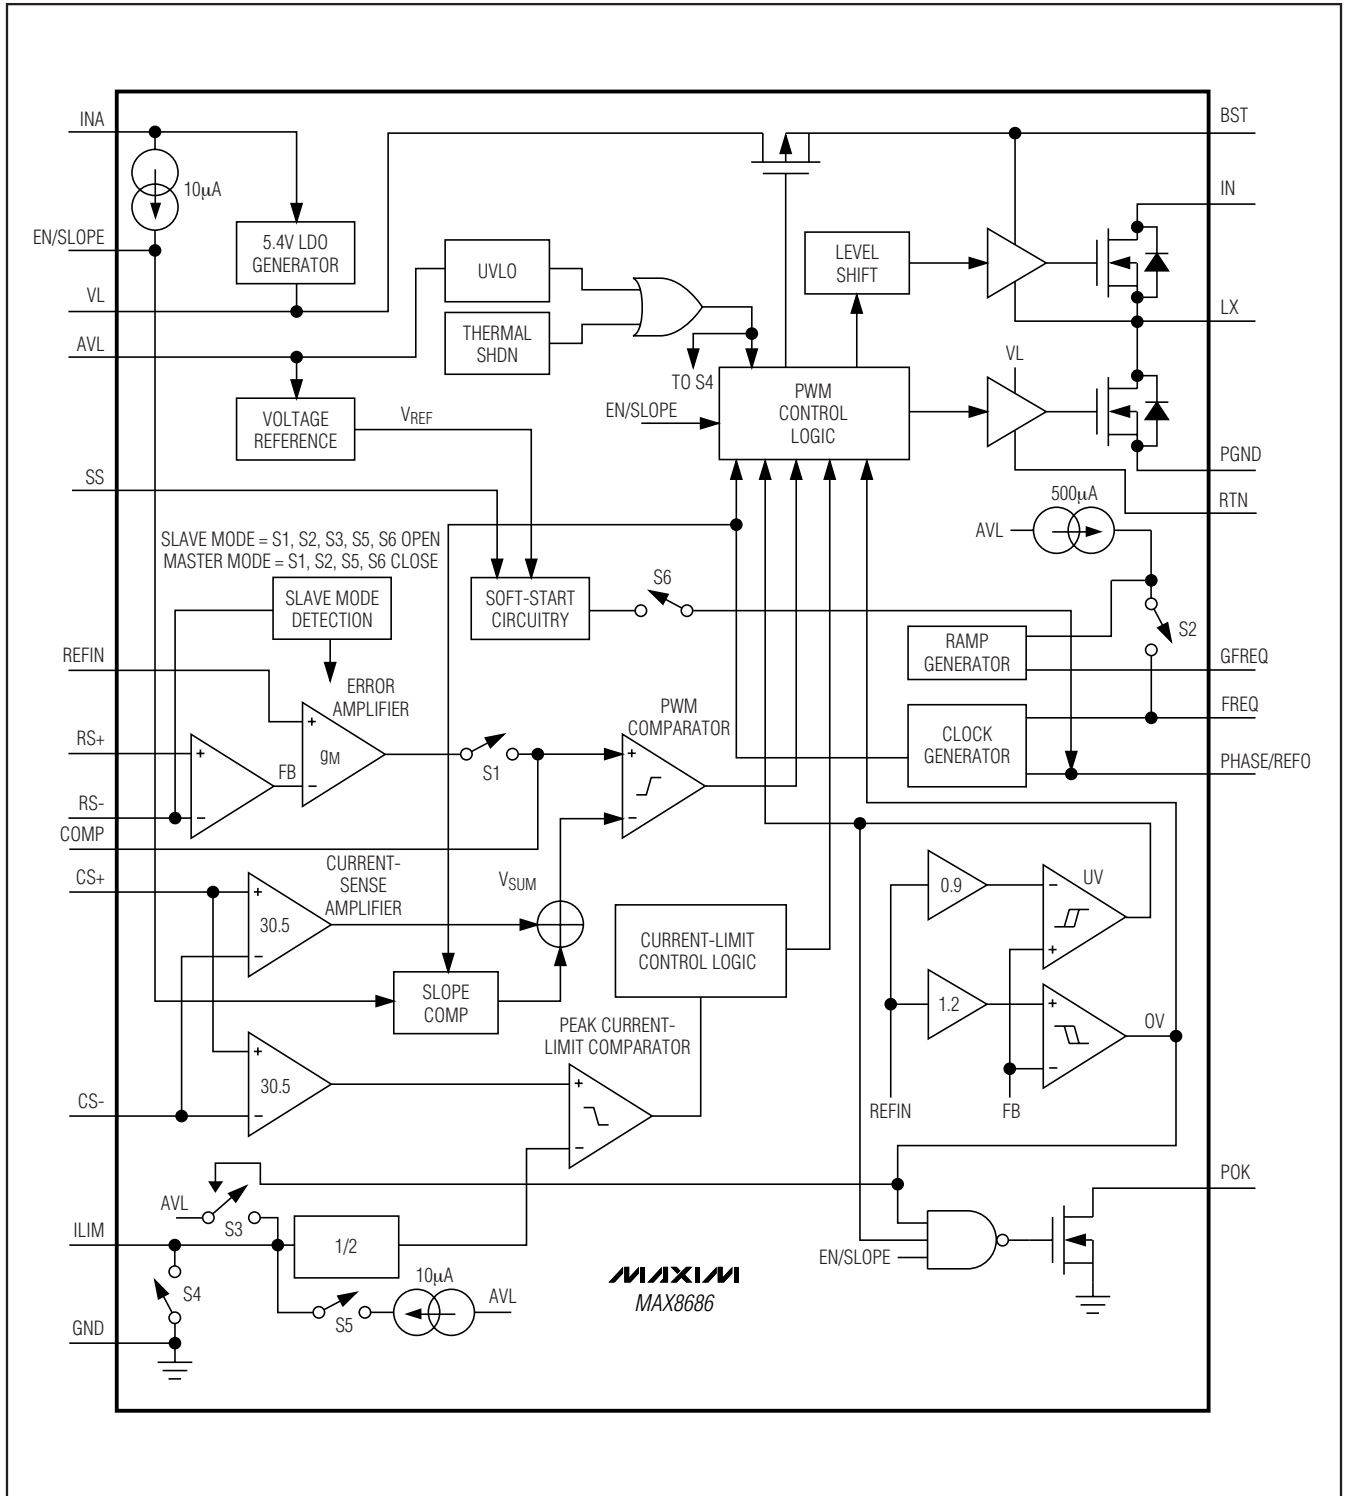 INA
BST
10µA
IN
EN/SLOPE
5.4V LDO
GENERATOR
UVLO
LEVEL
SHIFT
VL
LX
THERMAL
SHDN
AVL
VL
TO S4
PWM
CONTROL
LOGIC
EN/SLOPE
VOLTAGE
REFERENCE
VREF
PGND
SS
500µA
RTN
AVL
SLAVE MODE = S1, S2, S3, S5, S6 OPEN
MASTER MODE = S1, S2, S5, S6 CLOSE
SLAVE MODE
DETECTION
SOFT-START
CIRCUITRY
S6
S2
RAMP
GENERATOR
REFIN
GFREQ
ERROR
AMPLIFIER
+
gM
−
PWM
COMPARATOR
FREQ
CLOCK
GENERATOR
RS+
+
FB
S1
+
PHASE/REFO
RS-
−
−
COMP
CURRENT-
SENSE
AMPLIFIER
CS+
+
30.5
−
VSUM
0.9
−
UV
+
CURRENT-LIMIT
CONTROL LOGIC
SLOPE
COMP
1.2
+
OV
−
PEAK CURRENT-
LIMIT COMPARATOR
+
30.5
−
+
−
CS-
REFIN
FB
POK
AVL
S3
ILIM
1/2
EN/SLOPE
S4
10µA
AVL
S5
MAXIM
MAX8686
GND